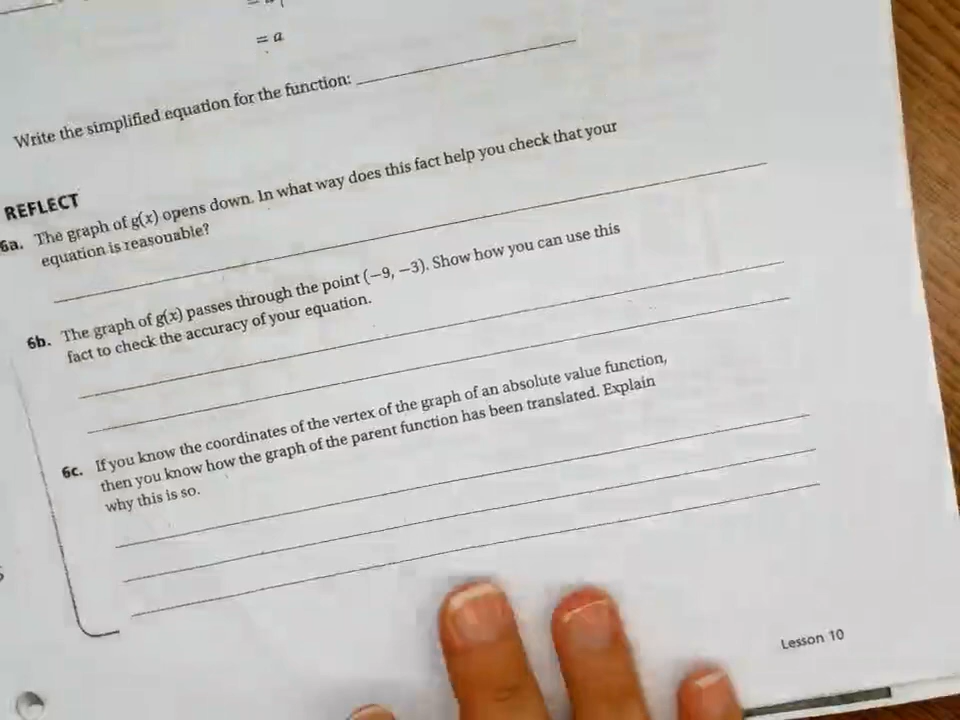 = a
Write the simplified equation for the function:
REFLECT
6a. The graph of g(x) opens down. In what way does this fact help you check that your
equation is reasonable?
6b. The graph of g(x) passes through the point (−9, −3). Show how you can use this
fact to check the accuracy of your equation.
6c. If you know the coordinates of the vertex of the graph of an absolute value function,
then you know how the graph of the parent function has been translated. Explain
why this is so.
Lesson 10